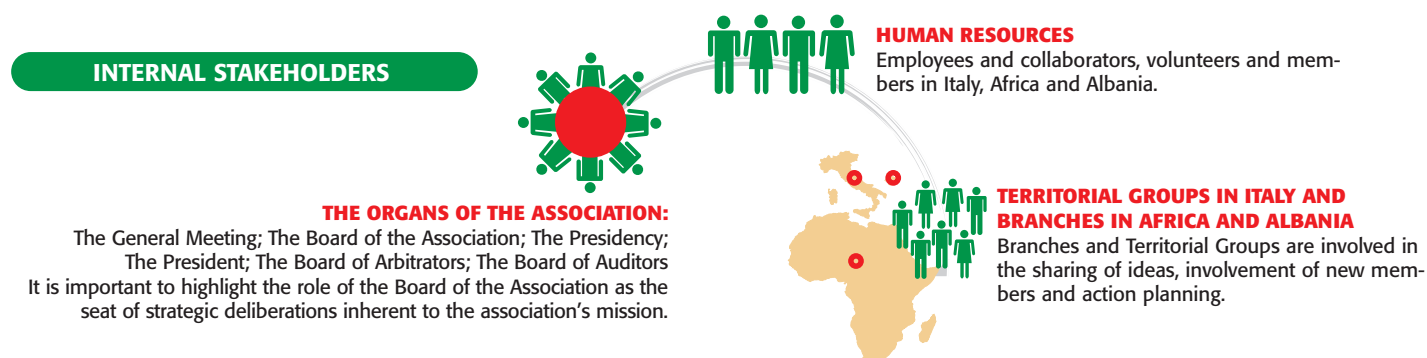 INTERNAL STAKEHOLDERS
HUMAN RESOURCES
Employees and collaborators, volunteers and mem-
bers in Italy, Africa and Albania.
THE ORGANS OF THE ASSOCIATION:
The General Meeting; The Board of the Association; The Presidency;
The President; The Board of Arbitrators; The Board of Auditors
It is important to highlight the role of the Board of the Association as the
seat of strategic deliberations inherent to the association’s mission.
TERRITORIAL GROUPS IN ITALY AND
BRANCHES IN AFRICA AND ALBANIA
Branches and Territorial Groups are involved in
the sharing of ideas, involvement of new mem-
bers and action planning.